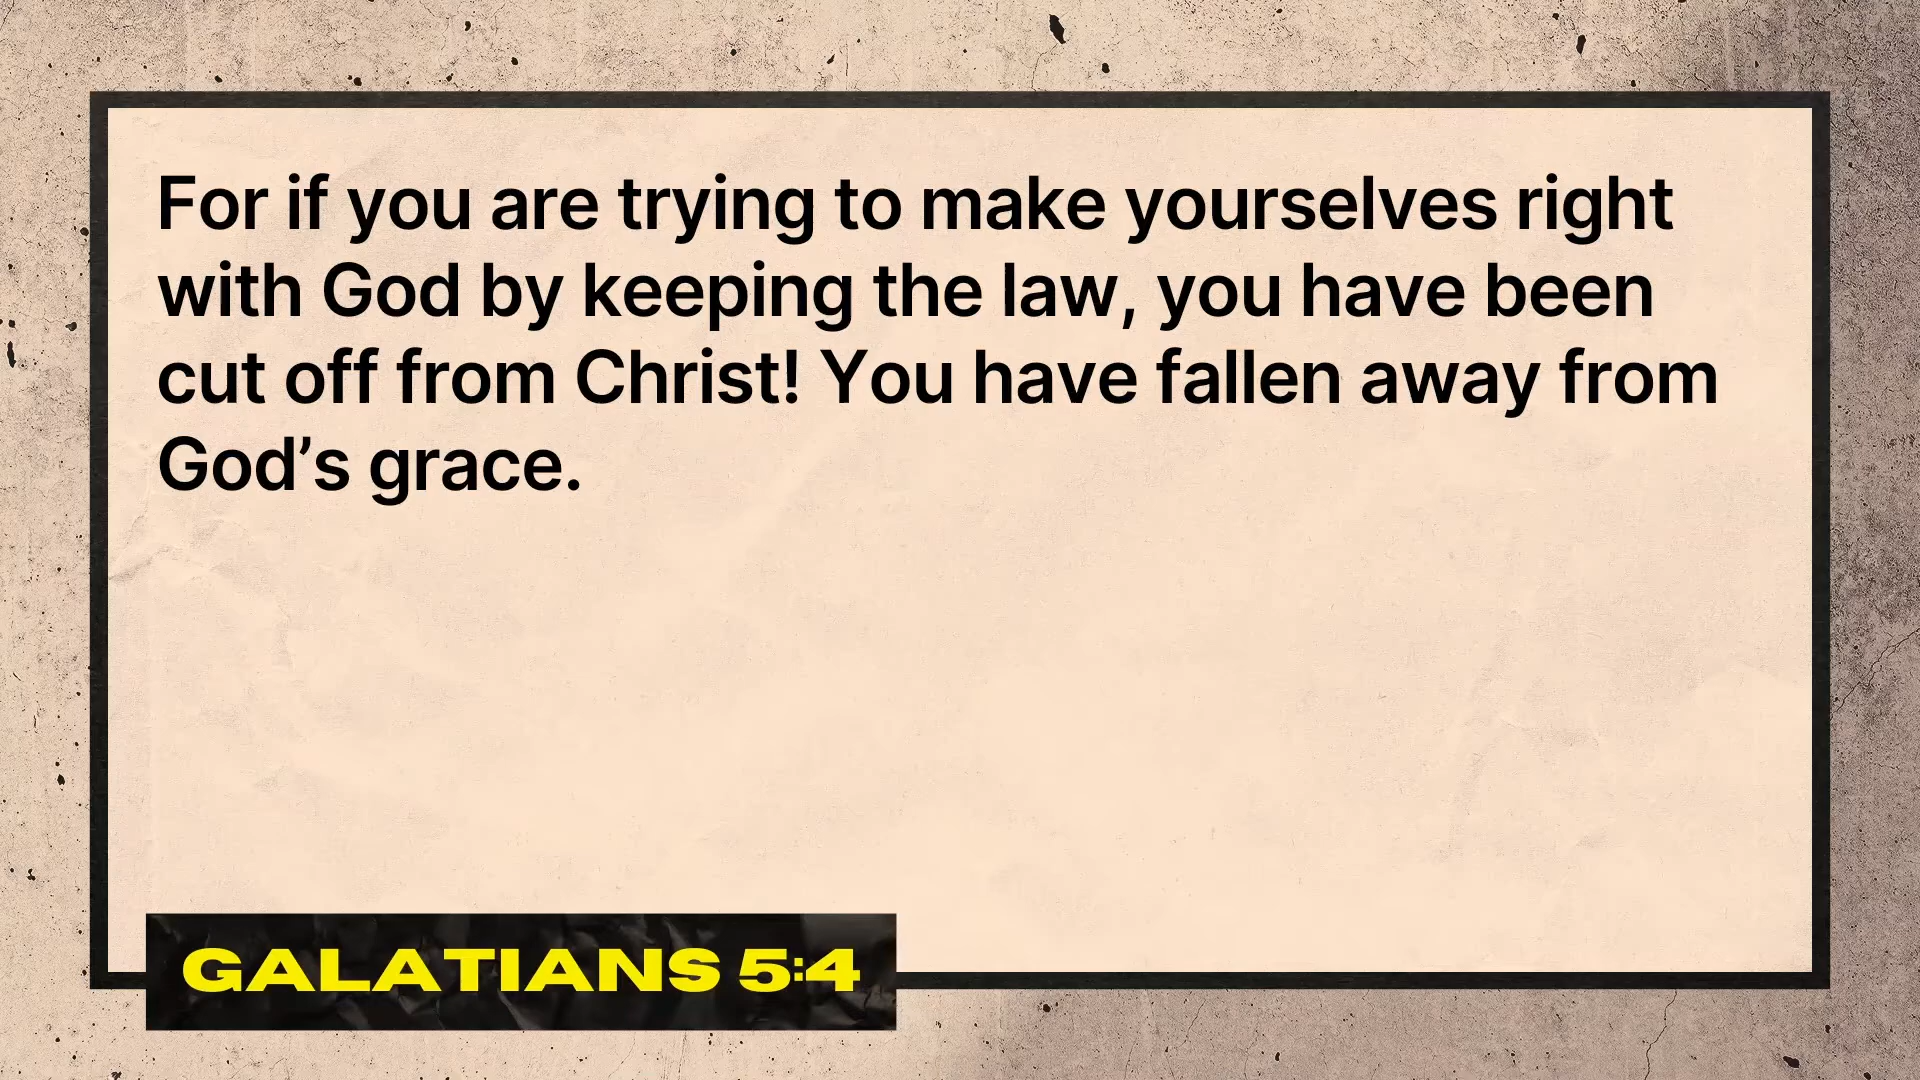 For if you are trying to make yourselves right
with God by keeping the law, you have been
cut off from Christ! You have fallen away from
God’s grace.
GALATIANS 5:4